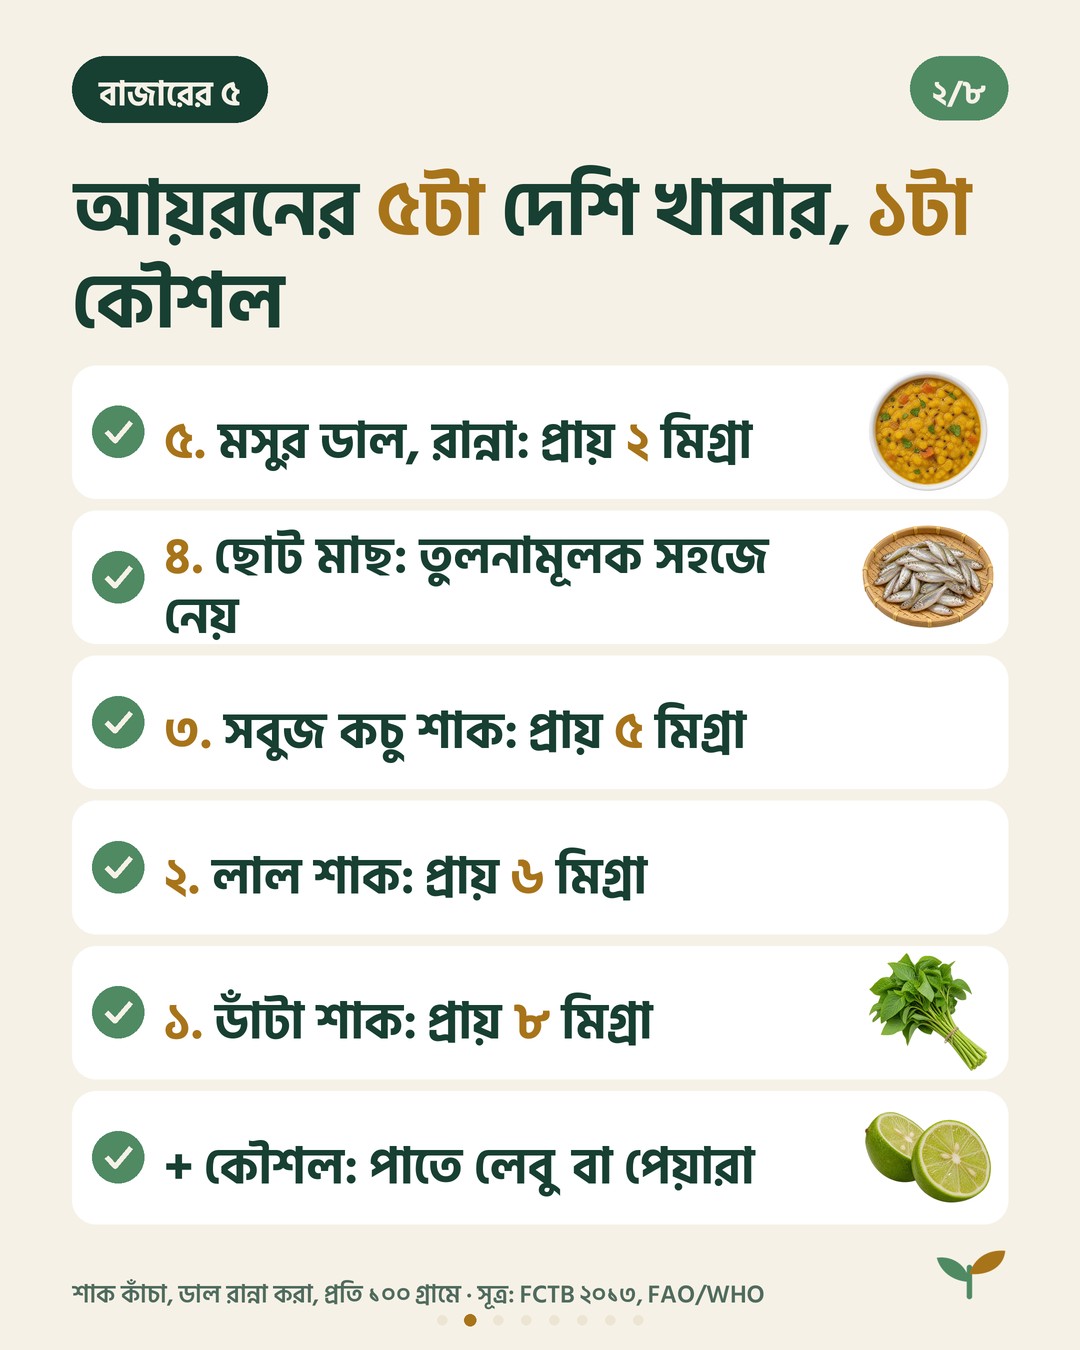 বাজারের ৫
২/৮
আয়রনের ৫টা দেশি খাবার, ১টা
কৌশল
৫. মসুর ডাল, রান্না: প্রায় ২ মিগ্রা
৪. ছোট মাছ: তুলনামূলক সহজে
নেয়
৩. সবুজ কচু শাক: প্রায় ৫ মিগ্রা
২. লাল শাক: প্রায় ৬ মিগ্রা
১. ডাঁটা শাক: প্রায় ৮ মিগ্রা
+ কৌশল: পাতে লেবু বা পেয়ারা
শাক কাঁচা, ডাল রান্না করা, প্রতি ১০০ গ্রামে · সূত্র: FCTB ২০১৩, FAO/WHO